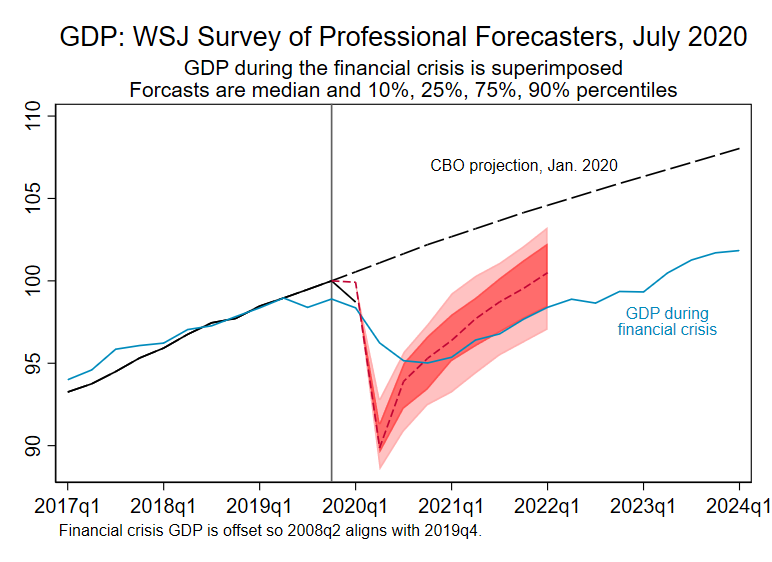 GDP: WSJ Survey of Professional Forecasters, July 2020
GDP during the financial crisis is superimposed
Forcasts are median and 10%, 25%, 75%, 90% percentiles
110
105
100
95
90
CBO projection, Jan. 2020
GDP during
financial crisis
2017q1 2018q1 2019q1 2020q1 2021q1 2022q1 2023q1 2024q1
Financial crisis GDP is offset so 2008q2 aligns with 2019q4.